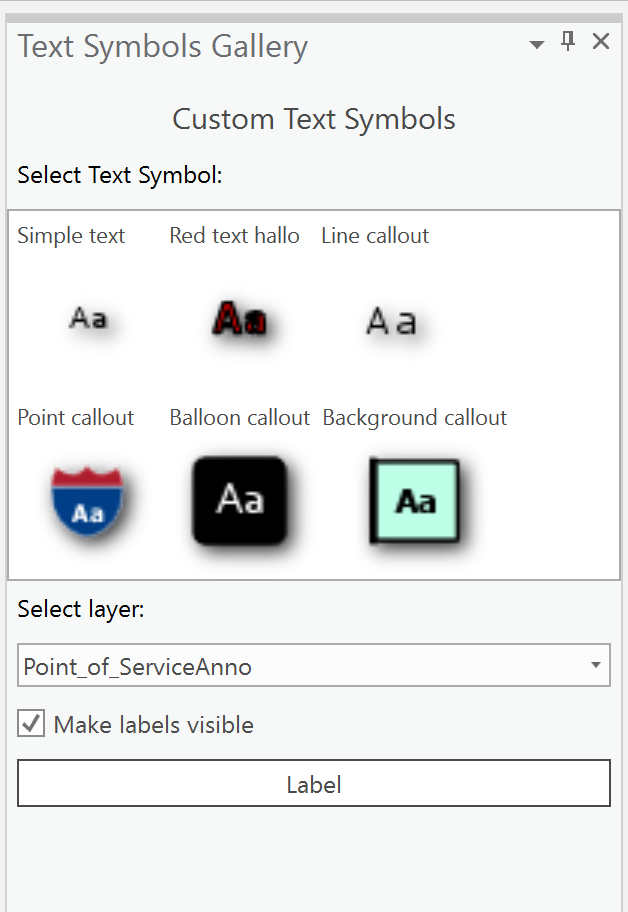 Text Symbols Gallery
Custom Text Symbols
Select Text Symbol:
Simple text Red text hallo Line callout
Aa Aa Aa
Point callout Balloon callout Background callout
Aa Aa Aa
Select layer:
Point_of_ServiceAnno
Make labels visible
Label